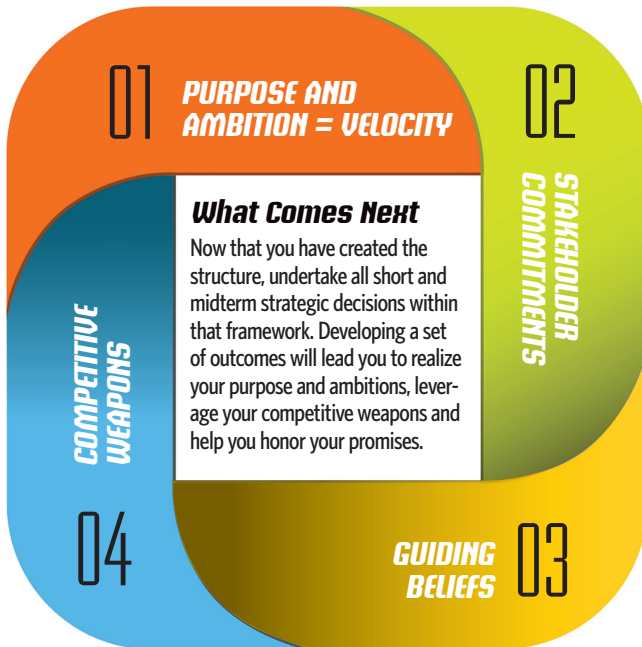 01
PURPOSE AND
AMBITION = VELOCITY
02
STAKEHOLDER
COMMITMENTS
What Comes Next
Now that you have created the
structure, undertake all short and
midterm strategic decisions within
that framework. Developing a set
of outcomes will lead you to realize
your purpose and ambitions, lever-
age your competitive weapons and
help you honor your promises.
GUIDING
BELIEFS
03
COMPETITIVE
WEAPONS
04